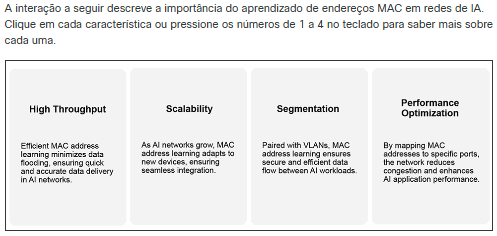 A interação a seguir descreve a importância do aprendizado de endereços MAC em redes de IA.
Clique em cada característica ou pressione os números de 1 a 4 no teclado para saber mais sobre
cada uma.
High Throughput
Efficient MAC address
learning minimizes data
flooding, ensuring quick
and accurate data delivery
in AI networks.
Scalability
As AI networks grow, MAC
address learning adapts to
new devices, ensuring
seamless integration.
Segmentation
Paired with VLANs, MAC
address learning ensures
secure and efficient data
flow between AI workloads.
Performance
Optimization
By mapping MAC
addresses to specific ports,
the network reduces
congestion and enhances
AI application performance.